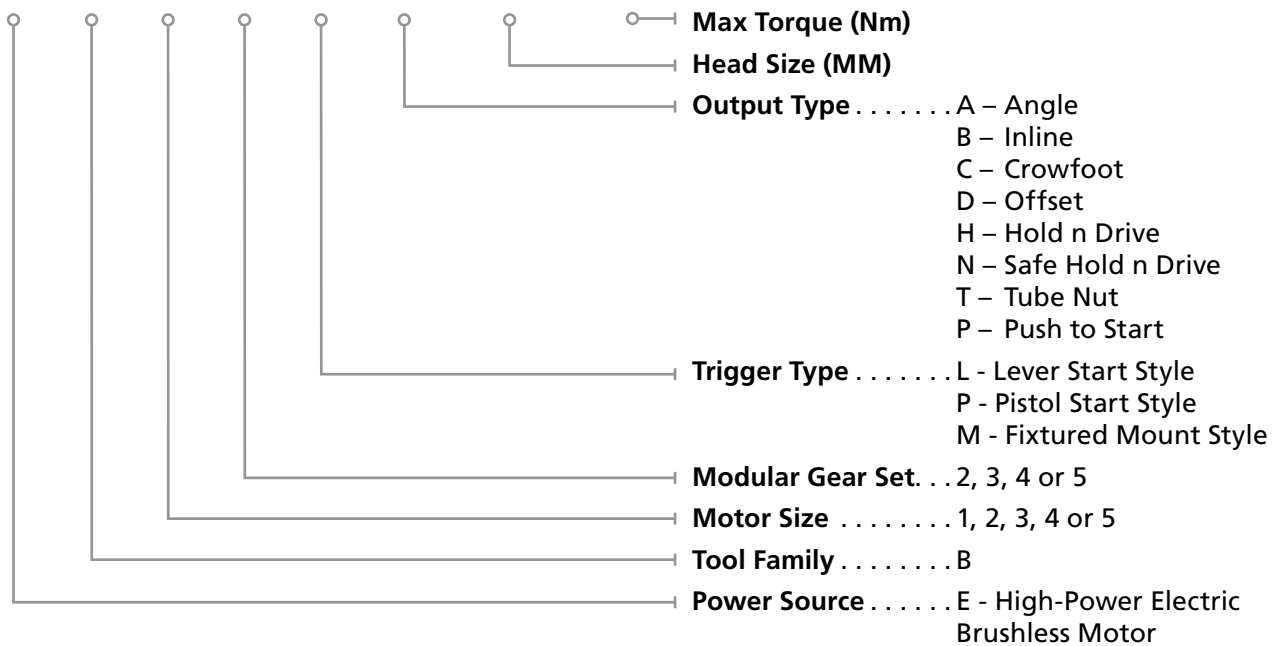 Max Torque (Nm)
Head Size (MM)
Output Type . . . . . . . A – Angle
B – Inline
C – Crowfoot
D – Offset
H – Hold n Drive
N – Safe Hold n Drive
T – Tube Nut
P – Push to Start
Trigger Type . . . . . . . L - Lever Start Style
P - Pistol Start Style
M - Fixtured Mount Style
Modular Gear Set. . . 2, 3, 4 or 5
Motor Size . . . . . . . . 1, 2, 3, 4 or 5
Tool Family . . . . . . . . B
Power Source . . . . . . E - High-Power Electric
Brushless Motor